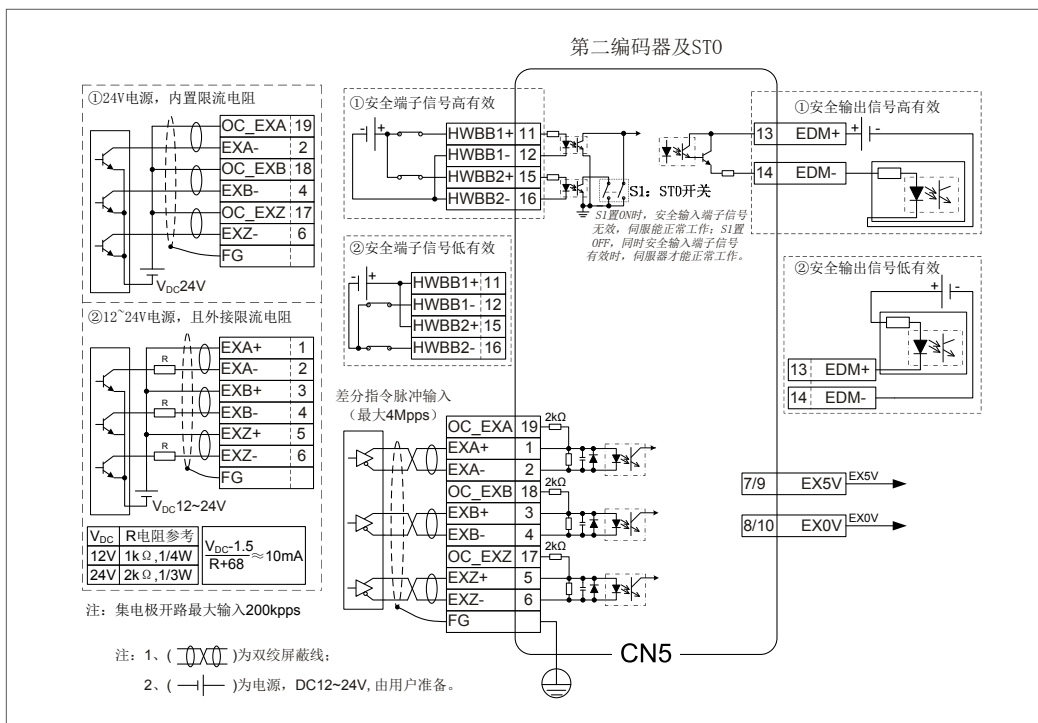 第二编码器及STO
①24V电源，内置限流电阻
OC_EXA 19
EXA- 2
OC_EXB 18
EXB- 4
OC_EXZ 17
EXZ- 6
FG
VDC24V
②12~24V电源，且外接限流电阻
EXA+ 1
R EXA- 2
EXB+ 3
R EXB- 4
EXZ+ 5
R EXZ- 6
FG
VDC12~24V
VDC R电阻参考
12V 1kΩ,1/4W
24V 2kΩ,1/3W
VDC-1.5
R+68
≈10mA
注：集电极开路最大输入200kpps
①安全端子信号高有效
- +
HWBB1+ 11
HWBB1- 12
HWBB2+ 15
HWBB2- 16
S1：STO开关
S1置ON时，安全输入端子信号
无效，伺服能正常工作；S1置
OFF，同时安全输入端子信号
有效时，伺服器才能正常工作。
②安全端子信号低有效
- +
HWBB1+ 11
HWBB1- 12
HWBB2+ 15
HWBB2- 16
①安全输出信号高有效
13 EDM+ + -
14 EDM-
②安全输出信号低有效
+ -
13 EDM+
14 EDM-
差分指令脉冲输入
（最大4Mpps）
OC_EXA 19 2kΩ
EXA+ 1
EXA- 2
OC_EXB 18 2kΩ
EXB+ 3
EXB- 4
OC_EXZ 17 2kΩ
EXZ+ 5
EXZ- 6
FG
7/9 EX5V EX5V
8/10 EX0V EX0V
CN5
注：1、( )为双绞屏蔽线；
2、( )为电源，DC12~24V,由用户准备。